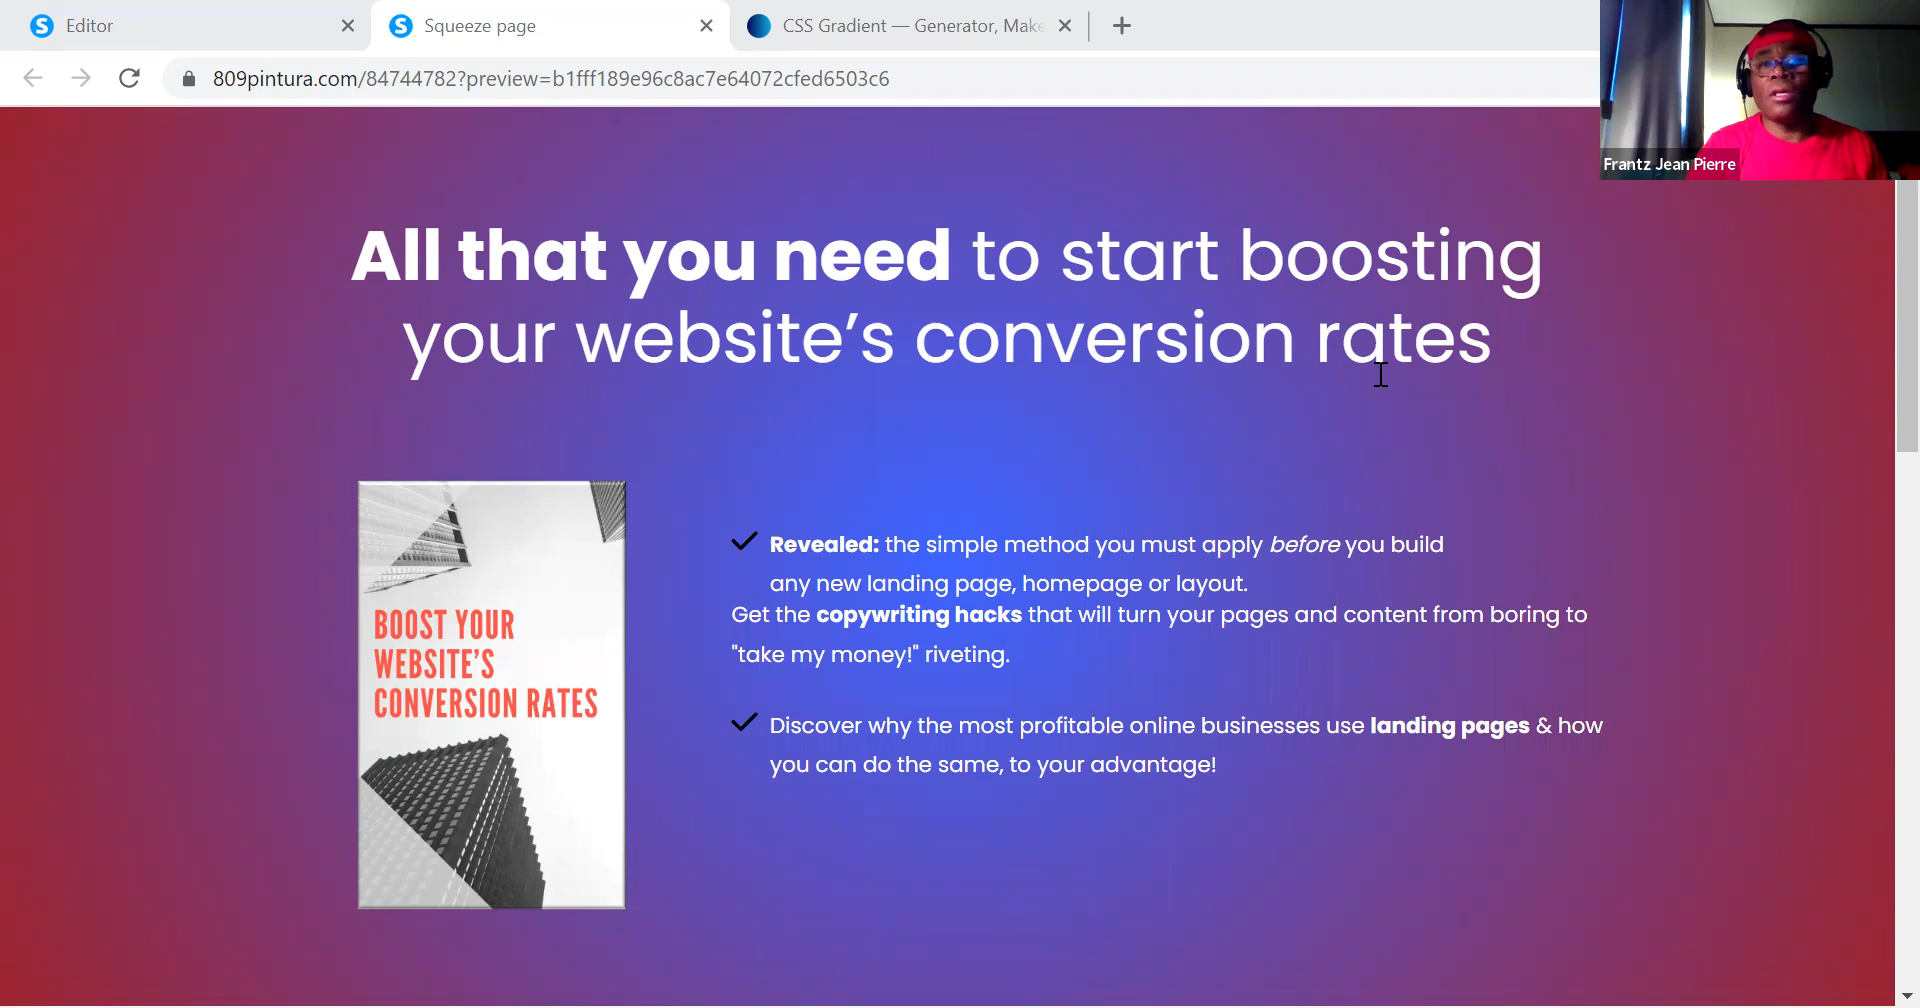 Editor
Squeeze page
CSS Gradient — Generator, Make
809pintura.com/84744782?preview=b1fff189e96c8ac7e64072cfed6503c6
Frantz Jean Pierre
All that you need to start boosting
your website’s conversion rates
BOOST YOUR
WEBSITE’S
CONVERSION RATES
Revealed: the simple method you must apply before you build
any new landing page, homepage or layout.
Get the copywriting hacks that will turn your pages and content from boring to
"take my money!" riveting.
Discover why the most profitable online businesses use landing pages & how
you can do the same, to your advantage!